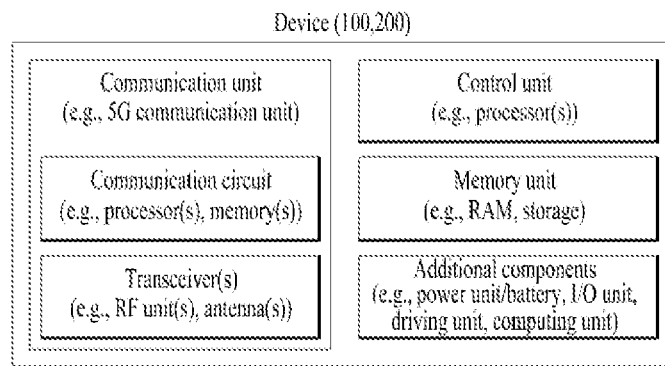 Device (100,200)
Communication unit
(e.g., 5G communication unit)
Communication circuit
(e.g., processor(s), memory(s))
Transceiver(s)
(e.g., RF unit(s), antenna(s))
Control unit
(e.g., processor(s))
Memory unit
(e.g., RAM, storage)
Additional components
(e.g., power unit/battery, I/O unit,
driving unit, computing unit)